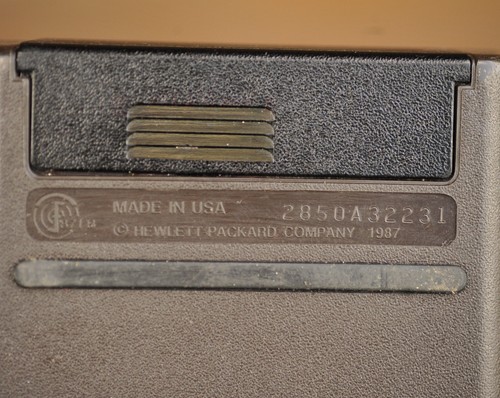 MADE IN USA 2850A32231
© HEWLETT-PACKARD COMPANY 1987